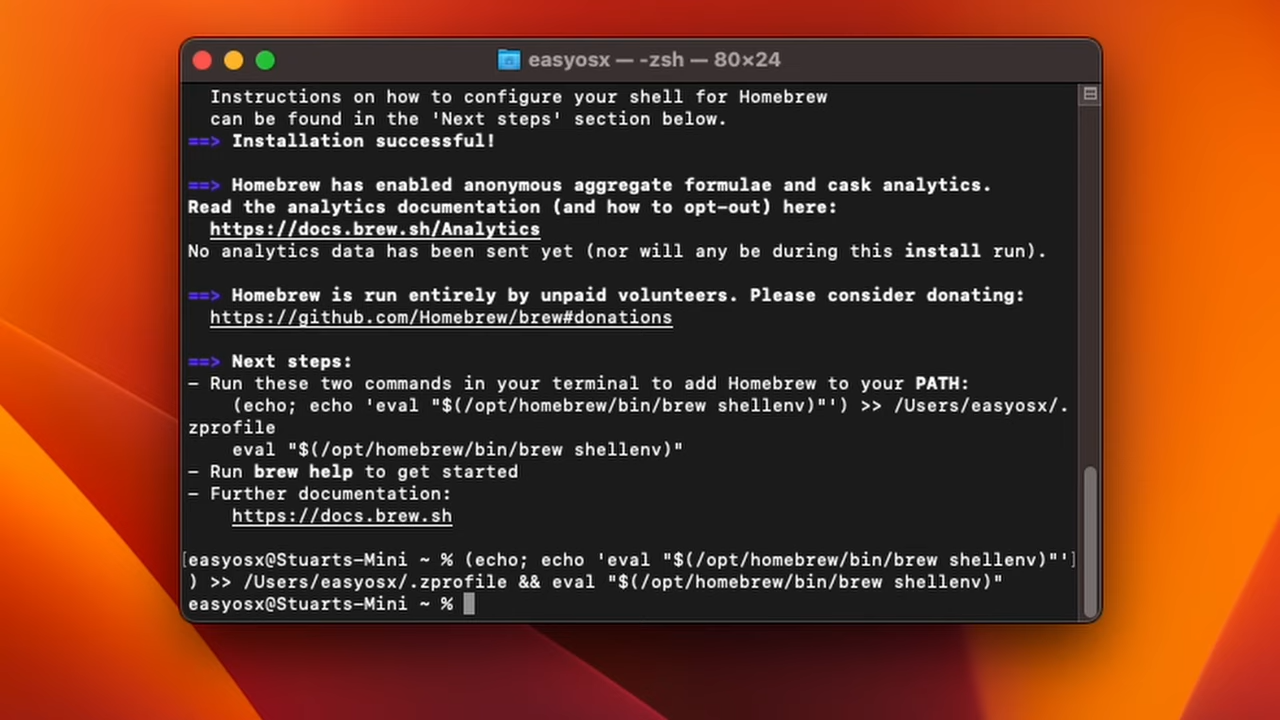 easyosx — -zsh — 80×24
Instructions on how to configure your shell for Homebrew
can be found in the 'Next steps' section below.
==> Installation successful!
==> Homebrew has enabled anonymous aggregate formulae and cask analytics.
Read the analytics documentation (and how to opt-out) here:
https://docs.brew.sh/Analytics
No analytics data has been sent yet (nor will any be during this install run).
==> Homebrew is run entirely by unpaid volunteers. Please consider donating:
https://github.com/Homebrew/brew#donations
==> Next steps:
- Run these two commands in your terminal to add Homebrew to your PATH:
(echo; echo 'eval "$(/opt/homebrew/bin/brew shellenv)"') >> /Users/easyosx/.
zprofile
eval "$(/opt/homebrew/bin/brew shellenv)"
- Run brew help to get started
- Further documentation:
https://docs.brew.sh
[easyosx@Stuarts-Mini ~ % (echo; echo 'eval "$(/opt/homebrew/bin/brew shellenv)"']
) >> /Users/easyosx/.zprofile && eval "$(/opt/homebrew/bin/brew shellenv)"
easyosx@Stuarts-Mini ~ %